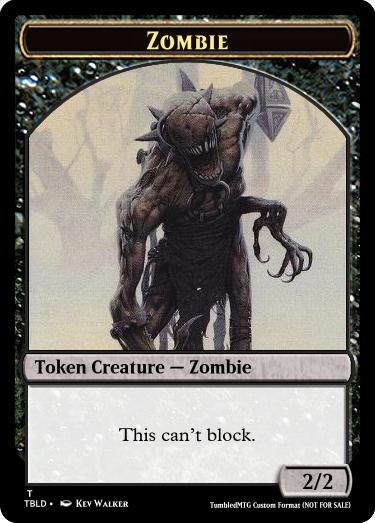 Zombie
Token Creature — Zombie
This can't block.
2/2
T
TBLD • Kev Walker
TumbledMTG Custom Format (NOT FOR SALE)